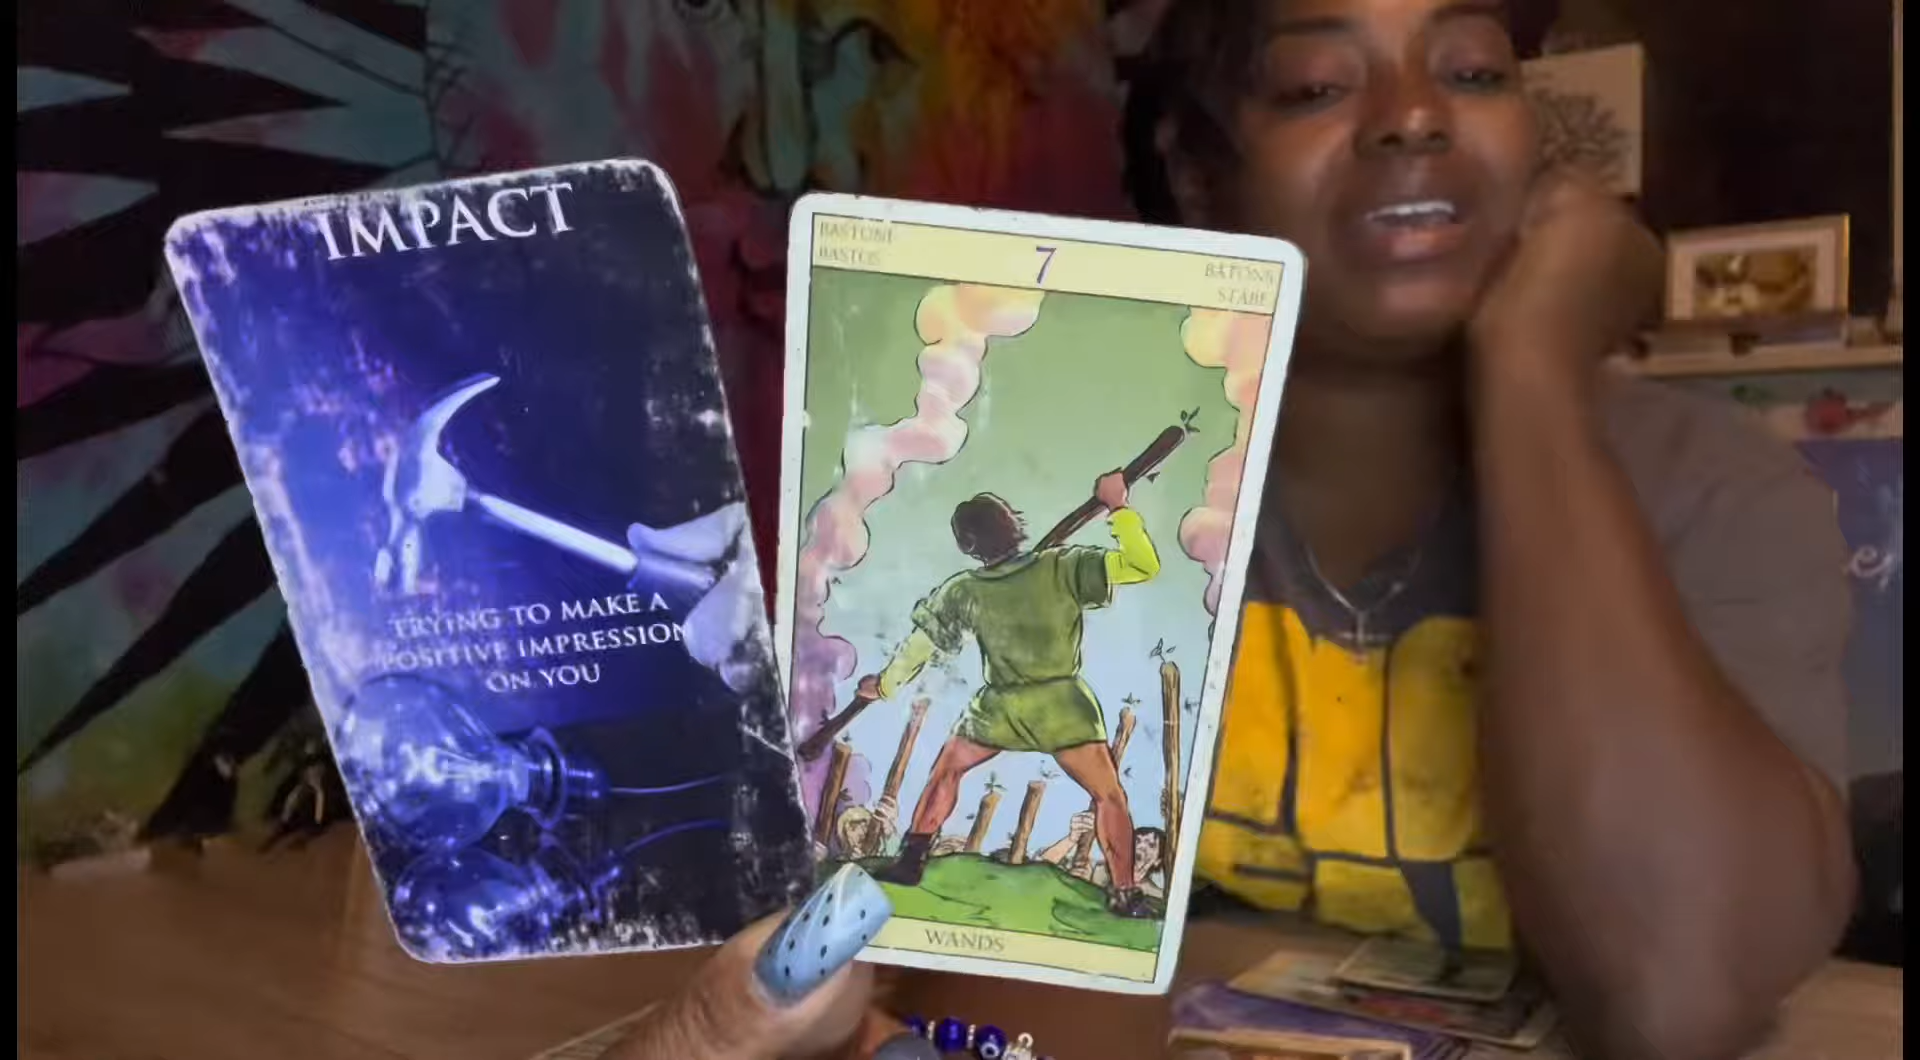 IMPACT
TRYING TO MAKE A
POSITIVE IMPRESSION
ON YOU
BASTONI
BASTOS
7
BATONS
STÄBE
WANDS